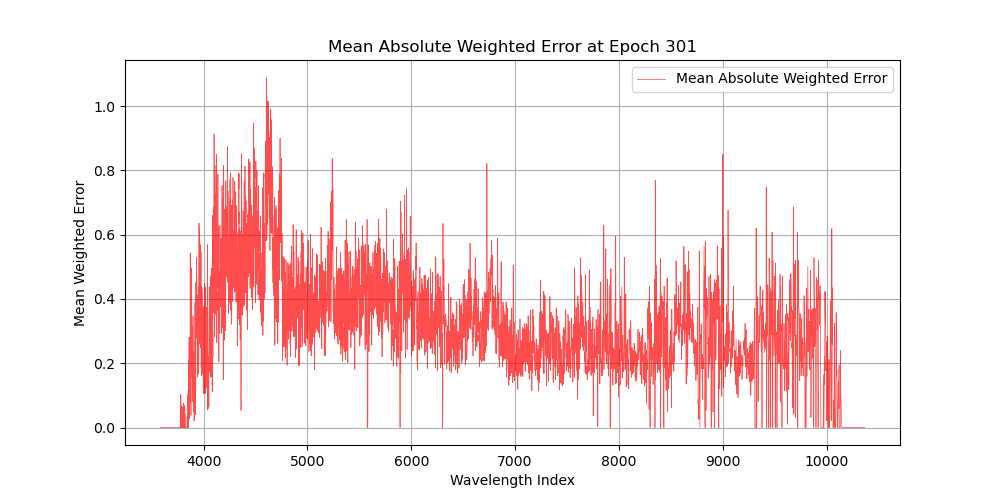 Mean Absolute Weighted Error at Epoch 301
Mean Absolute Weighted Error
Mean Weighted Error
1.0
0.8
0.6
0.4
0.2
0.0
4000 5000 6000 7000 8000 9000 10000
Wavelength Index